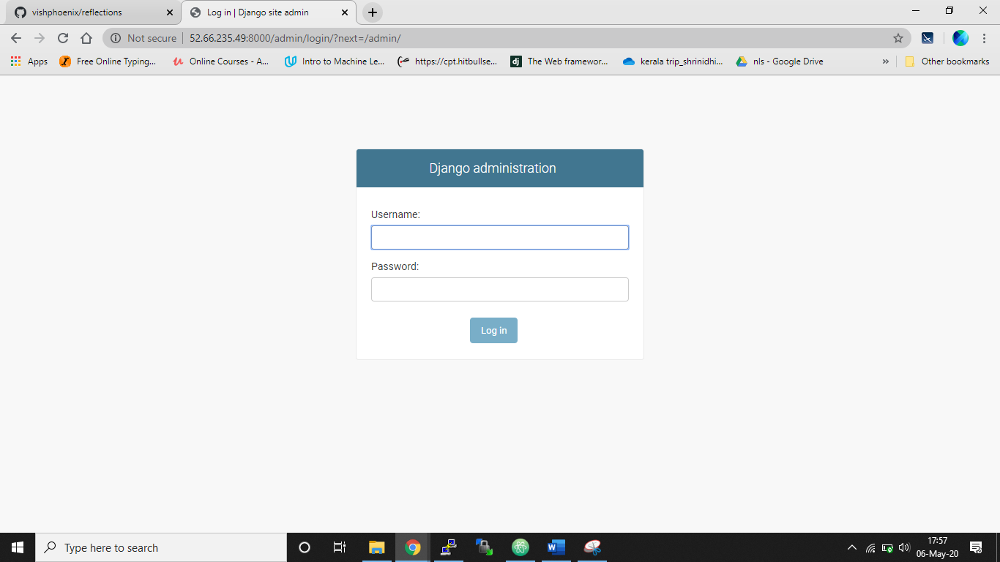 vishphoenix/reflections
Log in | Django site admin
Not secure
52.66.235.49:8000/admin/login/?next=/admin/
Apps
Free Online Typing...
Online Courses - A...
Intro to Machine Le...
https://cpt.hitbullse...
dj
The Web framewor...
kerala trip_shrinidhi...
nls - Google Drive
»
Other bookmarks
Django administration
Username:
Password:
Log in
Type here to search
17:57
06-May-20